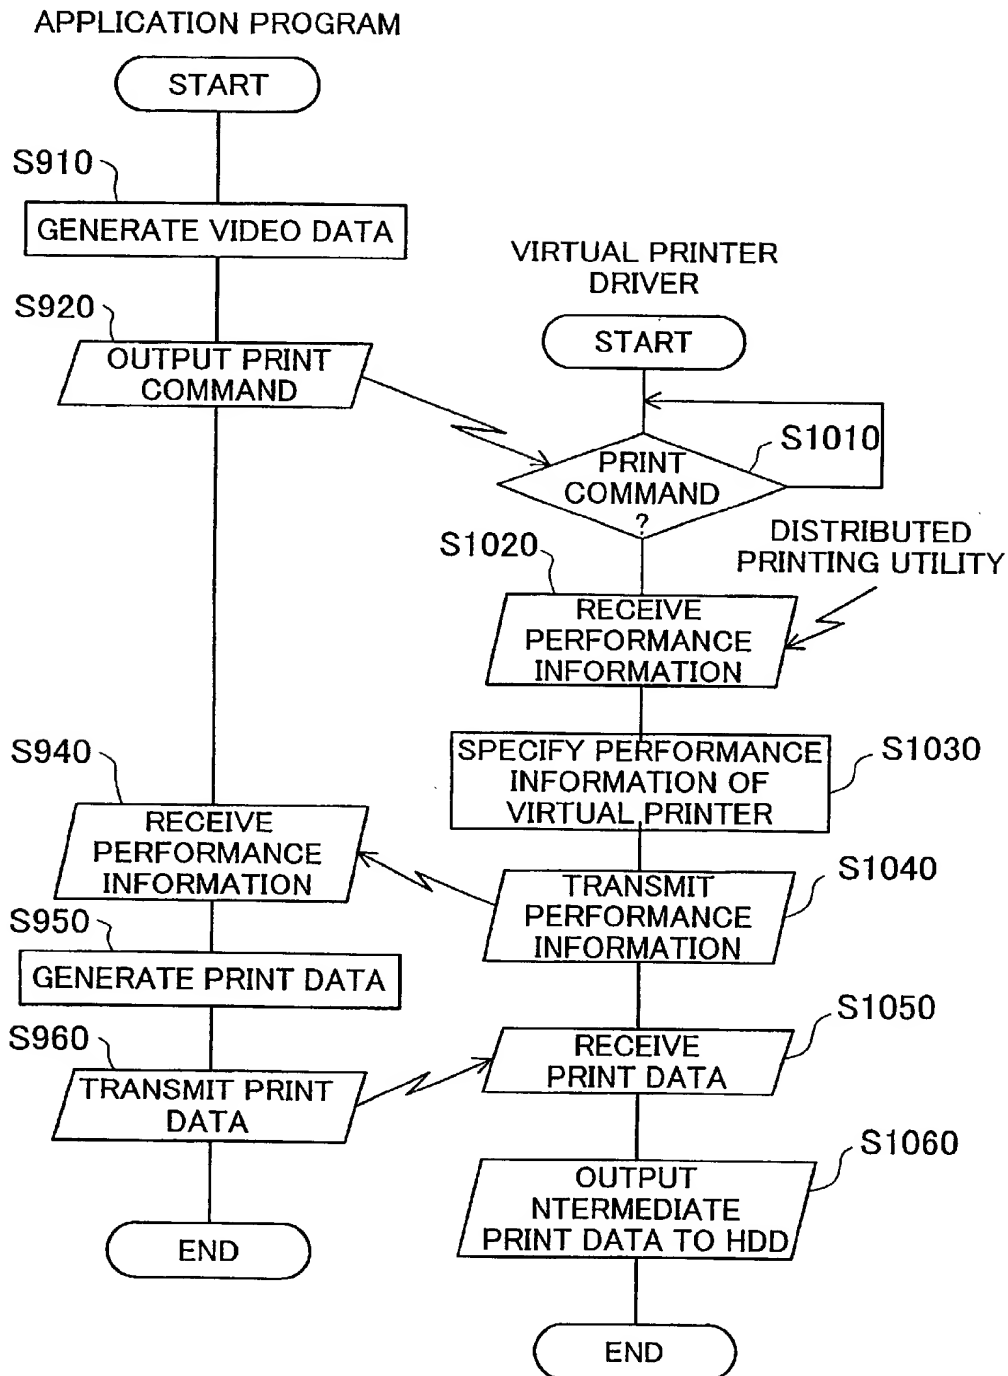 APPLICATION PROGRAM
START
S910
GENERATE VIDEO DATA
S920
OUTPUT PRINT
COMMAND
VIRTUAL PRINTER
DRIVER
START
S1010
PRINT
COMMAND
?
DISTRIBUTED
PRINTING UTILITY
S1020
RECEIVE
PERFORMANCE
INFORMATION
S1030
SPECIFY PERFORMANCE
INFORMATION OF
VIRTUAL PRINTER
S940
RECEIVE
PERFORMANCE
INFORMATION
S1040
TRANSMIT
PERFORMANCE
INFORMATION
S950
GENERATE PRINT DATA
S960
TRANSMIT PRINT
DATA
S1050
RECEIVE
PRINT DATA
S1060
OUTPUT
NTERMEDIATE
PRINT DATA TO HDD
END
END